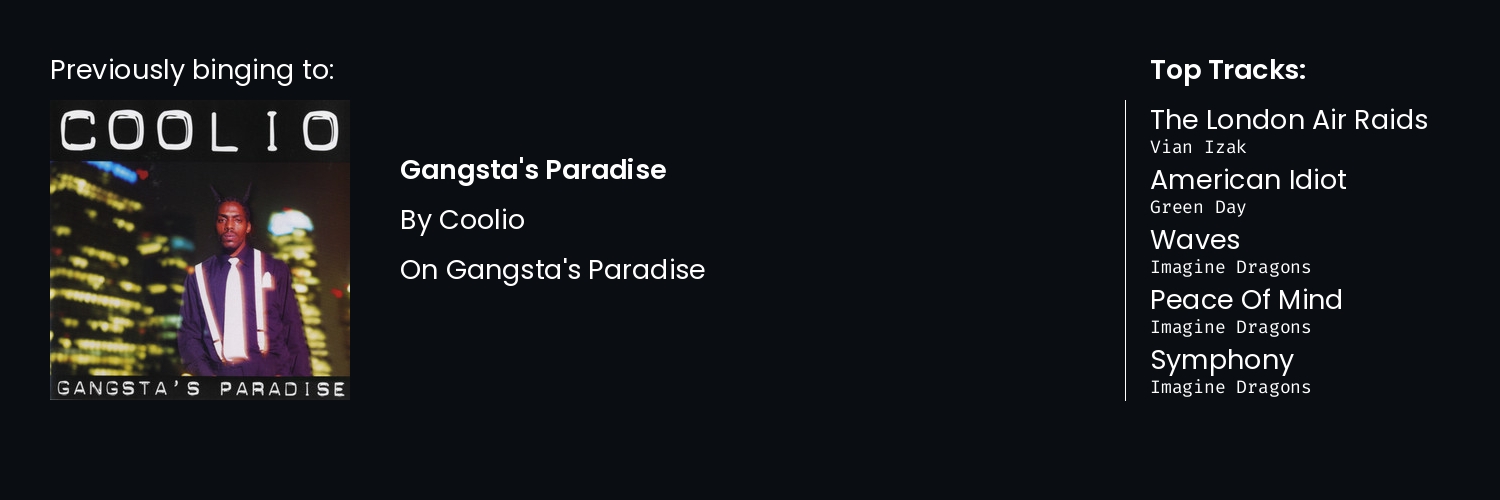 Previously binging to:
COOLIO
GANGSTA'S PARADISE
Gangsta's Paradise
By Coolio
On Gangsta's Paradise
Top Tracks:
The London Air Raids
Vian Izak
American Idiot
Green Day
Waves
Imagine Dragons
Peace Of Mind
Imagine Dragons
Symphony
Imagine Dragons